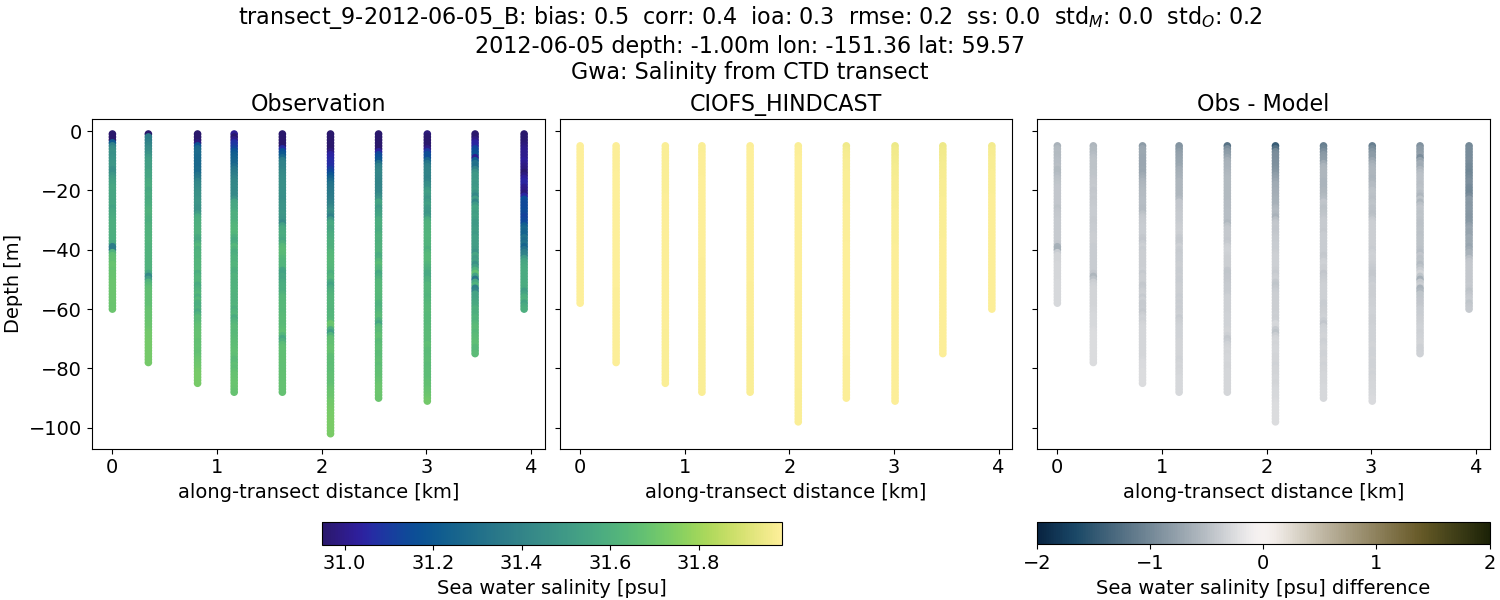 transect_9-2012-06-05_B: bias: 0.5 corr: 0.4 ioa: 0.3 rmse: 0.2 ss: 0.0 std_M: 0.0 std_O: 0.2
2012-06-05 depth: -1.00m lon: -151.36 lat: 59.57
Gwa: Salinity from CTD transect
Observation
CIOFS_HINDCAST
Obs - Model
Depth [m]
0
−20
−40
−60
−80
−100
0 1 2 3 4
0 1 2 3 4
0 1 2 3 4
along-transect distance [km]
along-transect distance [km]
along-transect distance [km]
31.0 31.2 31.4 31.6 31.8
Sea water salinity [psu]
−2 −1 0 1 2
Sea water salinity [psu] difference